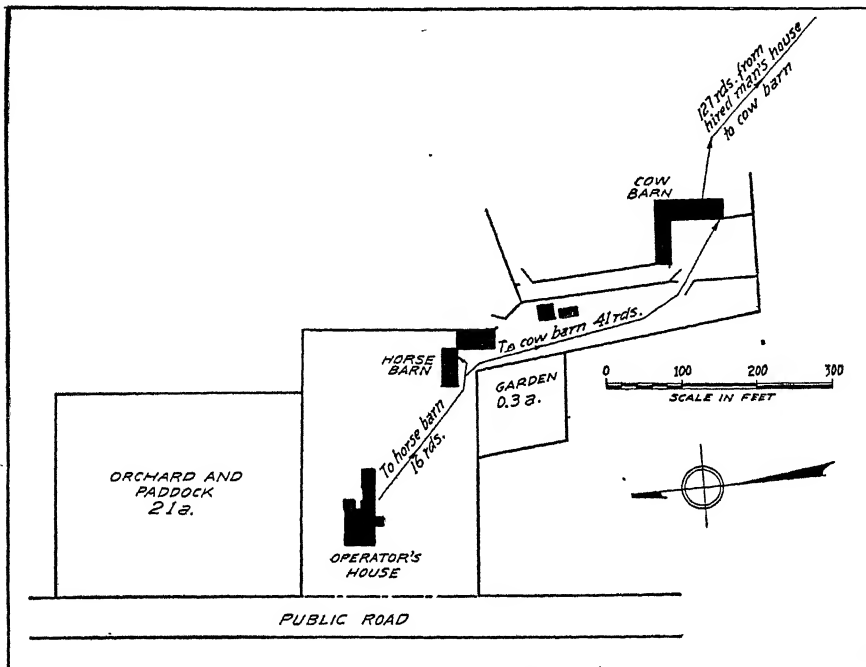 127 rds. from
hired man's house
to cow barn
COW
BARN
To cow barn 41 rds.
HORSE
BARN
GARDEN
0.3 a.
0 100 200 300
SCALE IN FEET
To horse barn
16 rds.
ORCHARD AND
PADDOCK
21a.
OPERATOR'S
HOUSE
PUBLIC ROAD